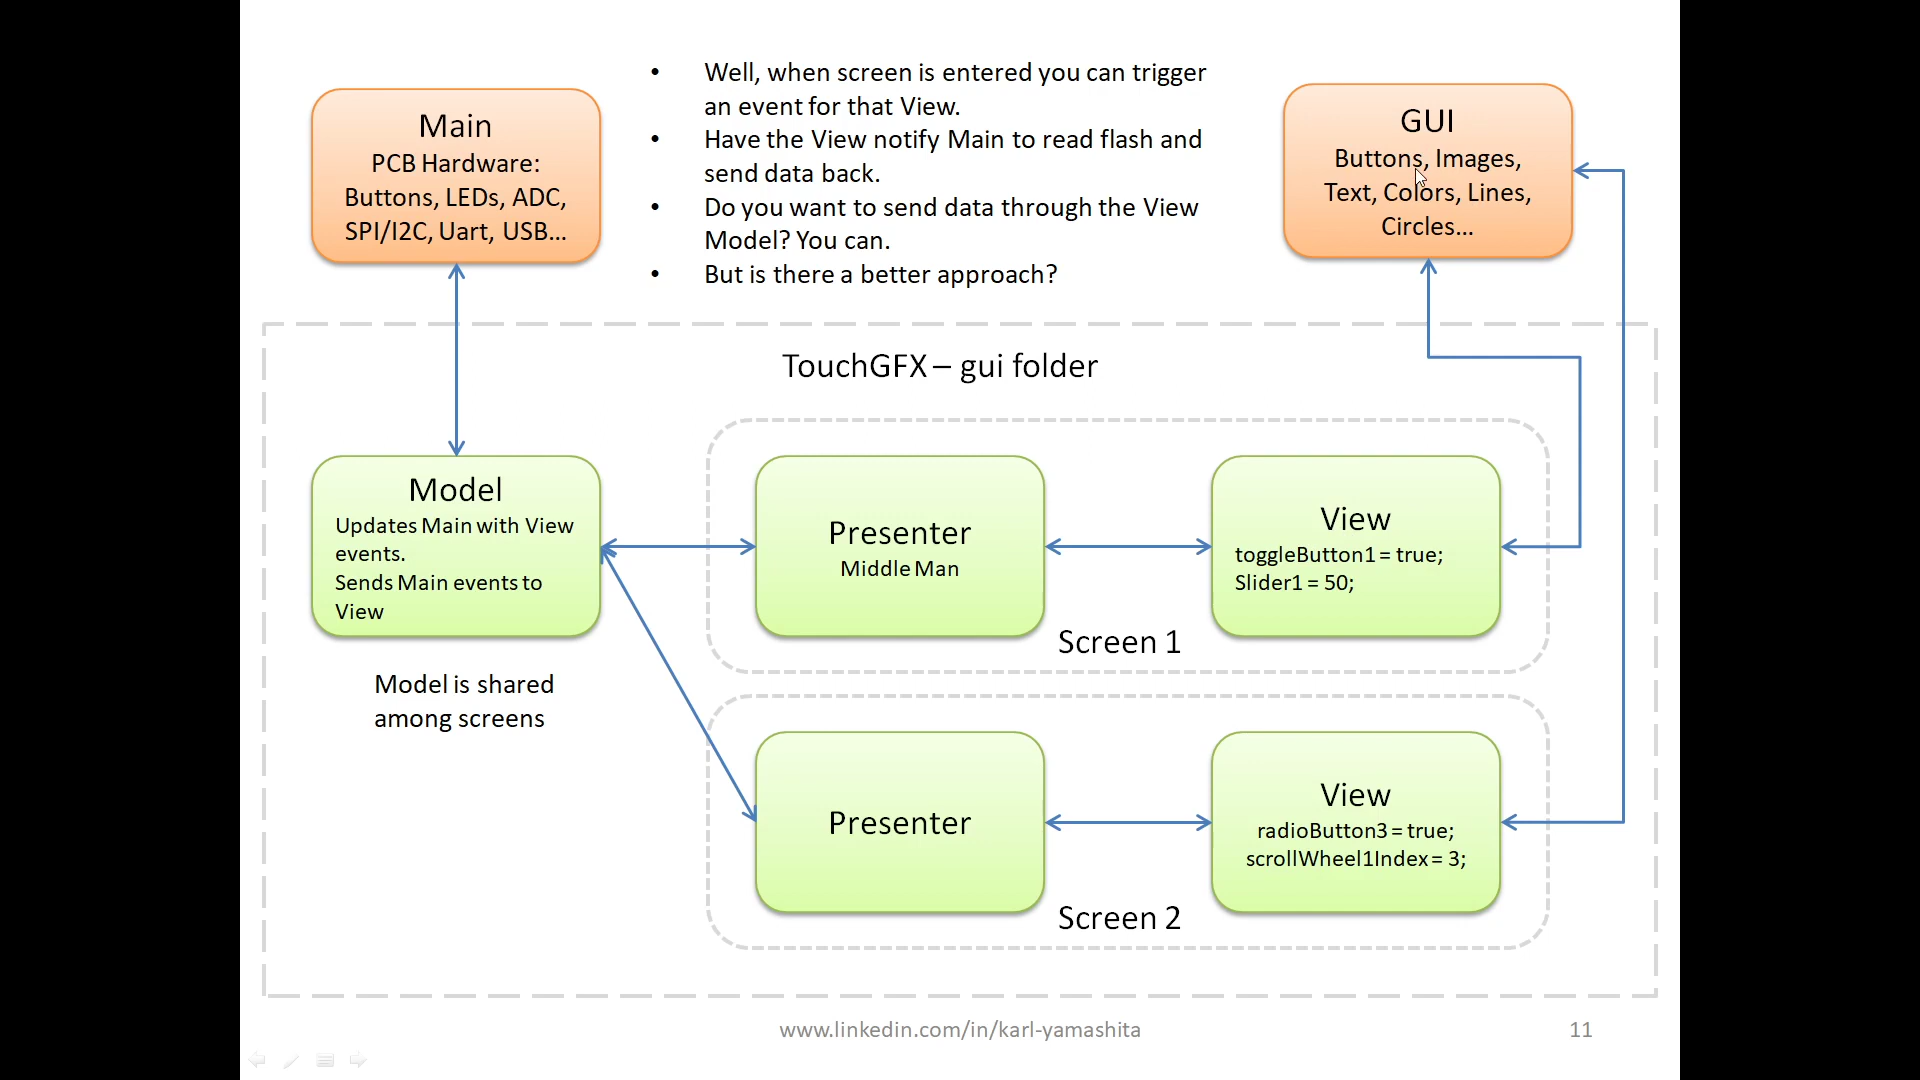 Main
PCB Hardware:
Buttons, LEDs, ADC,
SPI/I2C, Uart, USB...
• Well, when screen is entered you can trigger
an event for that View.
• Have the View notify Main to read flash and
send data back.
• Do you want to send data through the View
Model? You can.
• But is there a better approach?
GUI
Buttons, Images,
Text, Colors, Lines,
Circles...
TouchGFX – gui folder
Model
Updates Main with View
events.
Sends Main events to
View
Model is shared
among screens
Presenter
Middle Man
View
toggleButton1 = true;
Slider1 = 50;
Screen 1
Presenter
View
radioButton3 = true;
scrollWheel1Index = 3;
Screen 2
www.linkedin.com/in/karl-yamashita
11